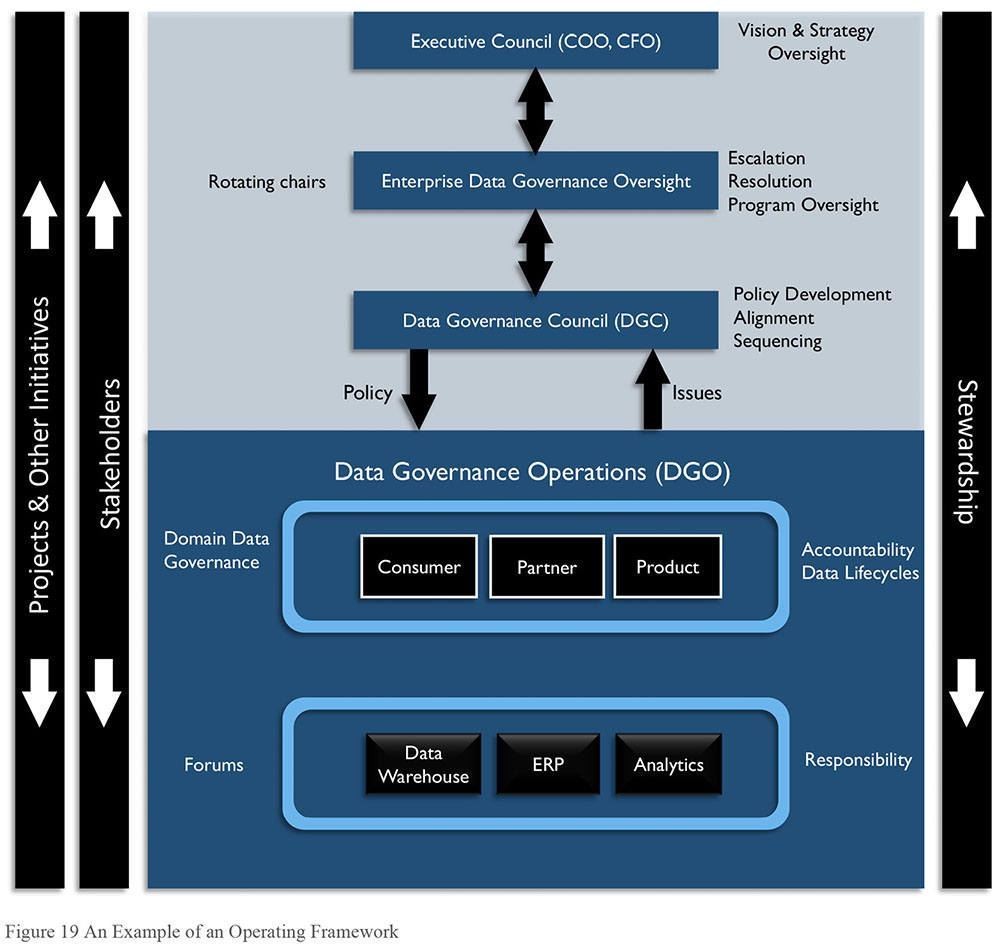 Executive Council (COO, CFO)
Vision & Strategy
Oversight
Rotating chairs
Enterprise Data Governance Oversight
Escalation
Resolution
Program Oversight
Data Governance Council (DGC)
Policy Development
Alignment
Sequencing
Policy
Issues
Projects & Other Initiatives
Stakeholders
Stewardship
Data Governance Operations (DGO)
Domain Data
Governance
Consumer
Partner
Product
Accountability
Data Lifecycles
Forums
Data
Warehouse
ERP
Analytics
Responsibility
Figure 19 An Example of an Operating Framework